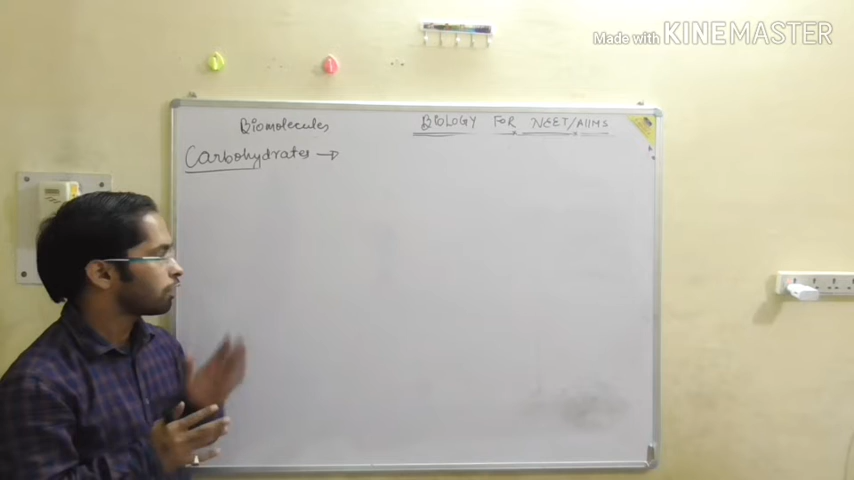 Made with KINEMASTER
Biomolecules
BIOLOGY FOR NEET/AIIMS
Carbohydrates →